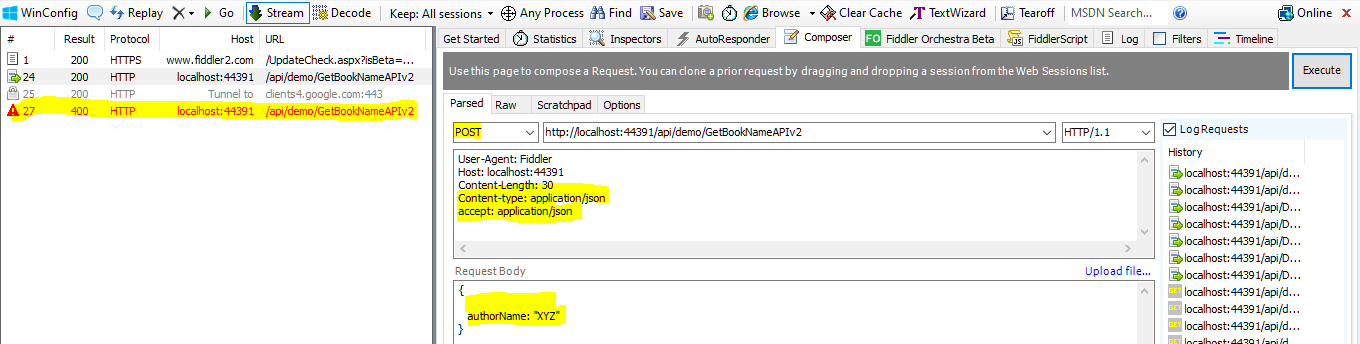 WinConfig Replay Go Stream Decode Keep: All sessions Any Process Find Save Browse Clear Cache TextWizard Tearoff MSDN Search... Online
# Result Protocol Host URL
1 200 HTTPS www.fiddler2.com /UpdateCheck.aspx?isBeta=...
24 200 HTTP localhost:44391 /api/demo/GetBookNameAPIv2
25 200 HTTP Tunnel to clients4.google.com:443
27 400 HTTP localhost:44391 /api/demo/GetBookNameAPIv2
Get Started Statistics Inspectors AutoResponder Composer FO Fiddler Orchestra Beta FiddlerScript Log Filters Timeline
Use this page to compose a Request. You can clone a prior request by dragging and dropping a session from the Web Sessions list.
Execute
Parsed Raw Scratchpad Options
POST http://localhost:44391/api/demo/GetBookNameAPIv2 HTTP/1.1
User-Agent: Fiddler
Host: localhost:44391
Content-Length: 30
Content-type: application/json
accept: application/json
Request Body Upload file...
{
authorName: "XYZ"
}
Log Requests
History
localhost:44391/api/d...
localhost:44391/api/d...
localhost:44391/api/D...
localhost:44391/api/D...
localhost:44391/api/D...
localhost:44391/api/D...
localhost:44391/api/D...
localhost:44391/api/d...
localhost:44391/api/d...
localhost:44391/api/d...